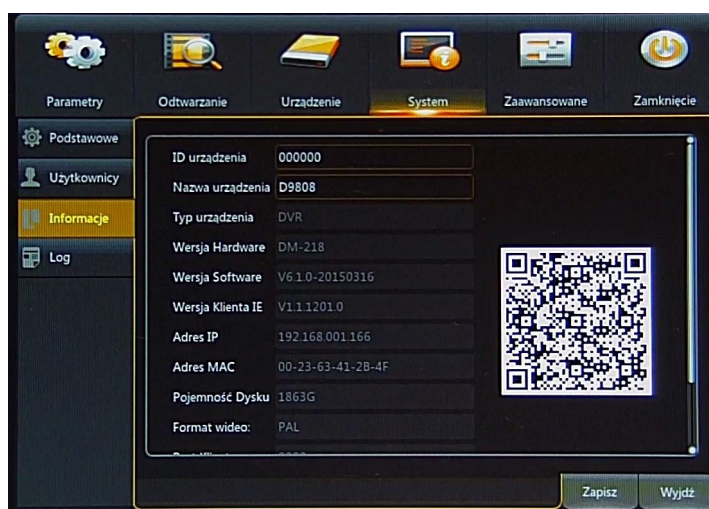 Parametry
Odtwarzanie
Urządzenie
System
Zaawansowane
Zamknięcie
Podstawowe
Użytkownicy
Informacje
Log
ID urządzenia 000000
Nazwa urządzenia D9808
Typ urządzenia DVR
Wersja Hardware DM-218
Wersja Software V6.1.0-20150316
Wersja Klienta IE V1.1.1201.0
Adres IP 192.168.001.166
Adres MAC 00-23-63-41-2B-4F
Pojemność Dysku 1863G
Format wideo: PAL
Zapisz
Wyjdź